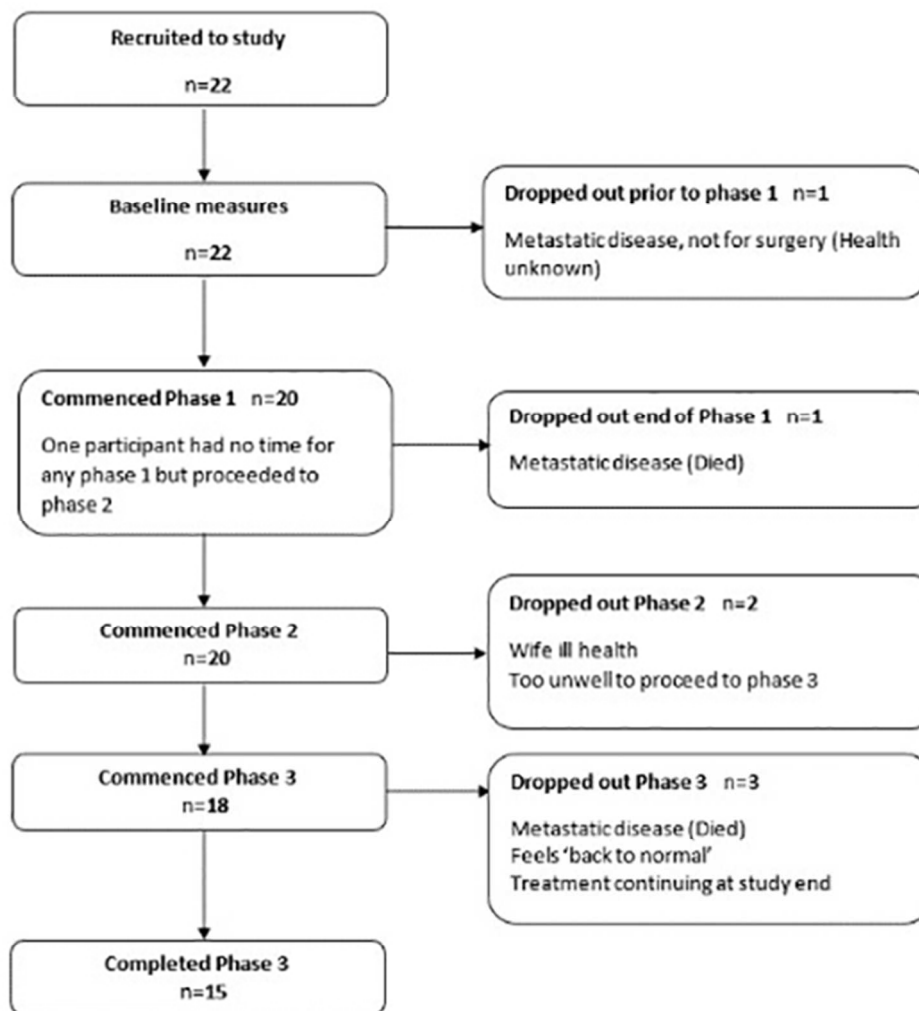 Recruited to study
n=22
Baseline measures
n=22
Dropped out prior to phase 1 n=1
Metastatic disease, not for surgery (Health
unknown)
Commenced Phase 1 n=20
One participant had no time for
any phase 1 but proceeded to
phase 2
Dropped out end of Phase 1 n=1
Metastatic disease (Died)
Commenced Phase 2
n=20
Dropped out Phase 2 n=2
Wife ill health
Too unwell to proceed to phase 3
Commenced Phase 3
n=18
Dropped out Phase 3 n=3
Metastatic disease (Died)
Feels ‘back to normal’
Treatment continuing at study end
Completed Phase 3
n=15